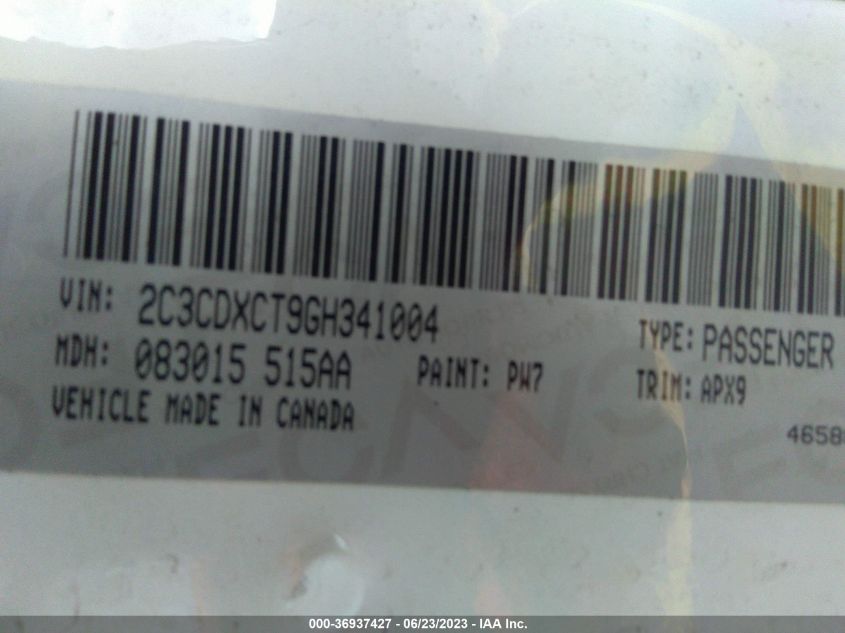 VIN: 2C3CDXCT9GH341004
TYPE: PASSENGER
MDH: 083015 515AA
PAINT: PW7
TRIM: APX9
VEHICLE MADE IN CANADA
4658
000-36937427 - 06/23/2023 - IAA Inc.